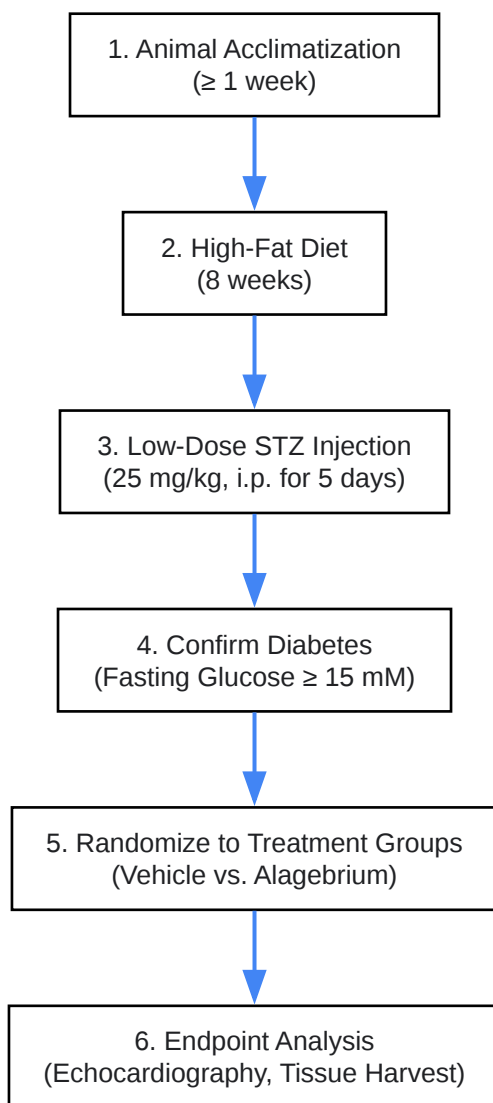 1. Animal Acclimatization
(≥ 1 week)
2. High-Fat Diet
(8 weeks)
3. Low-Dose STZ Injection
(25 mg/kg, i.p. for 5 days)
4. Confirm Diabetes
(Fasting Glucose ≥ 15 mM)
5. Randomize to Treatment Groups
(Vehicle vs. Alagebrium)
6. Endpoint Analysis
(Echocardiography, Tissue Harvest)